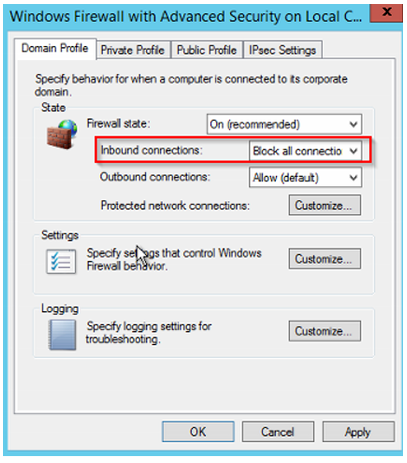 Windows Firewall with Advanced Security on Local C... x
Domain Profile Private Profile Public Profile IPsec Settings
Specify behavior for when a computer is connected to its corporate
domain.
State
Firewall state: On (recommended)
Inbound connections: Block all connectio
Outbound connections: Allow (default)
Protected network connections: Customize...
Settings
Specify settings that control Windows Customize...
Firewall behavior.
Logging
Specify logging settings for Customize...
troubleshooting.
OK Cancel Apply